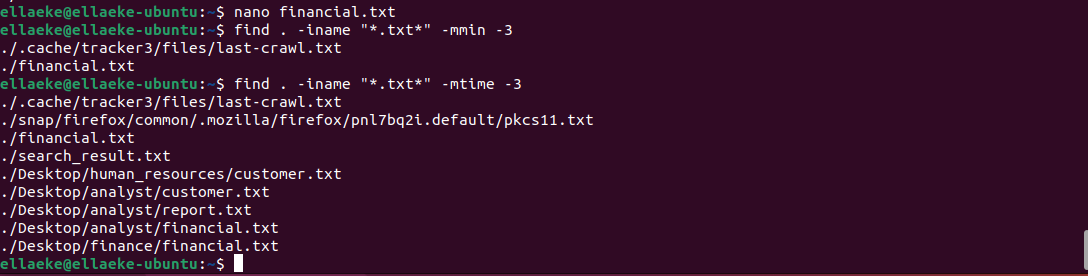 ellaeke@ellaeke-ubuntu:~$ nano financial.txt
ellaeke@ellaeke-ubuntu:~$ find . -iname "*.txt*" -mmin -3
./.cache/tracker3/files/last-crawl.txt
./financial.txt
ellaeke@ellaeke-ubuntu:~$ find . -iname "*.txt*" -mtime -3
./.cache/tracker3/files/last-crawl.txt
./snap/firefox/common/.mozilla/firefox/pnl7bq2i.default/pkcs11.txt
./financial.txt
./search_result.txt
./Desktop/human_resources/customer.txt
./Desktop/analyst/customer.txt
./Desktop/analyst/report.txt
./Desktop/analyst/financial.txt
./Desktop/finance/financial.txt
ellaeke@ellaeke-ubuntu:~$